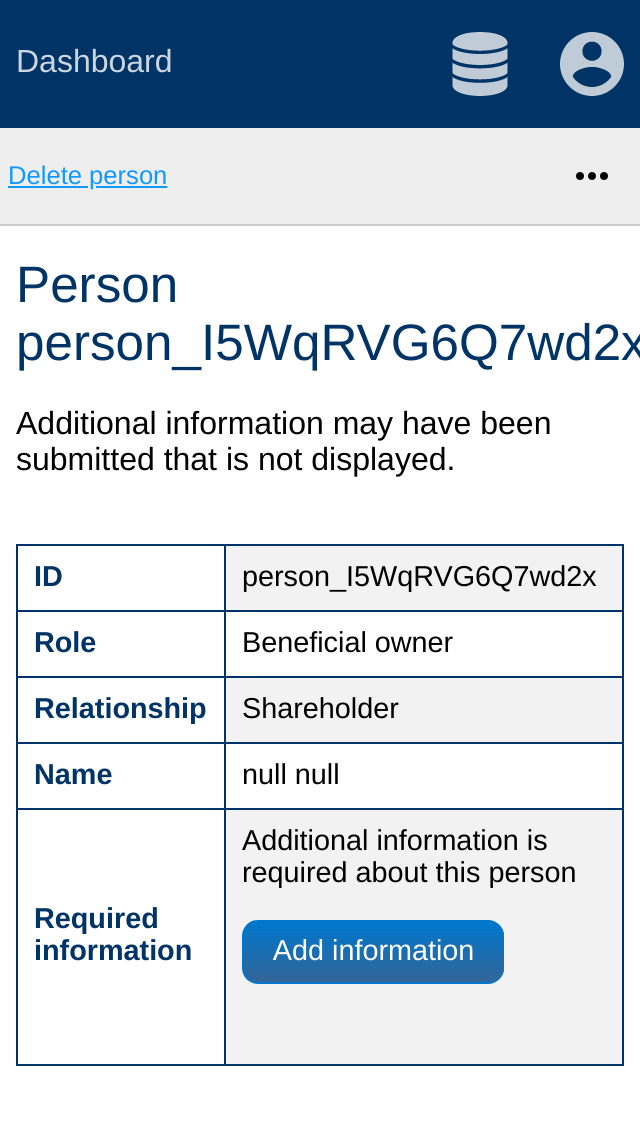 Dashboard
Delete person
Person
person_I5WqRVG6Q7wd2x
Additional information may have been
submitted that is not displayed.
ID person_I5WqRVG6Q7wd2x
Role Beneficial owner
Relationship Shareholder
Name null null
Required
information
Additional information is
required about this person
Add information